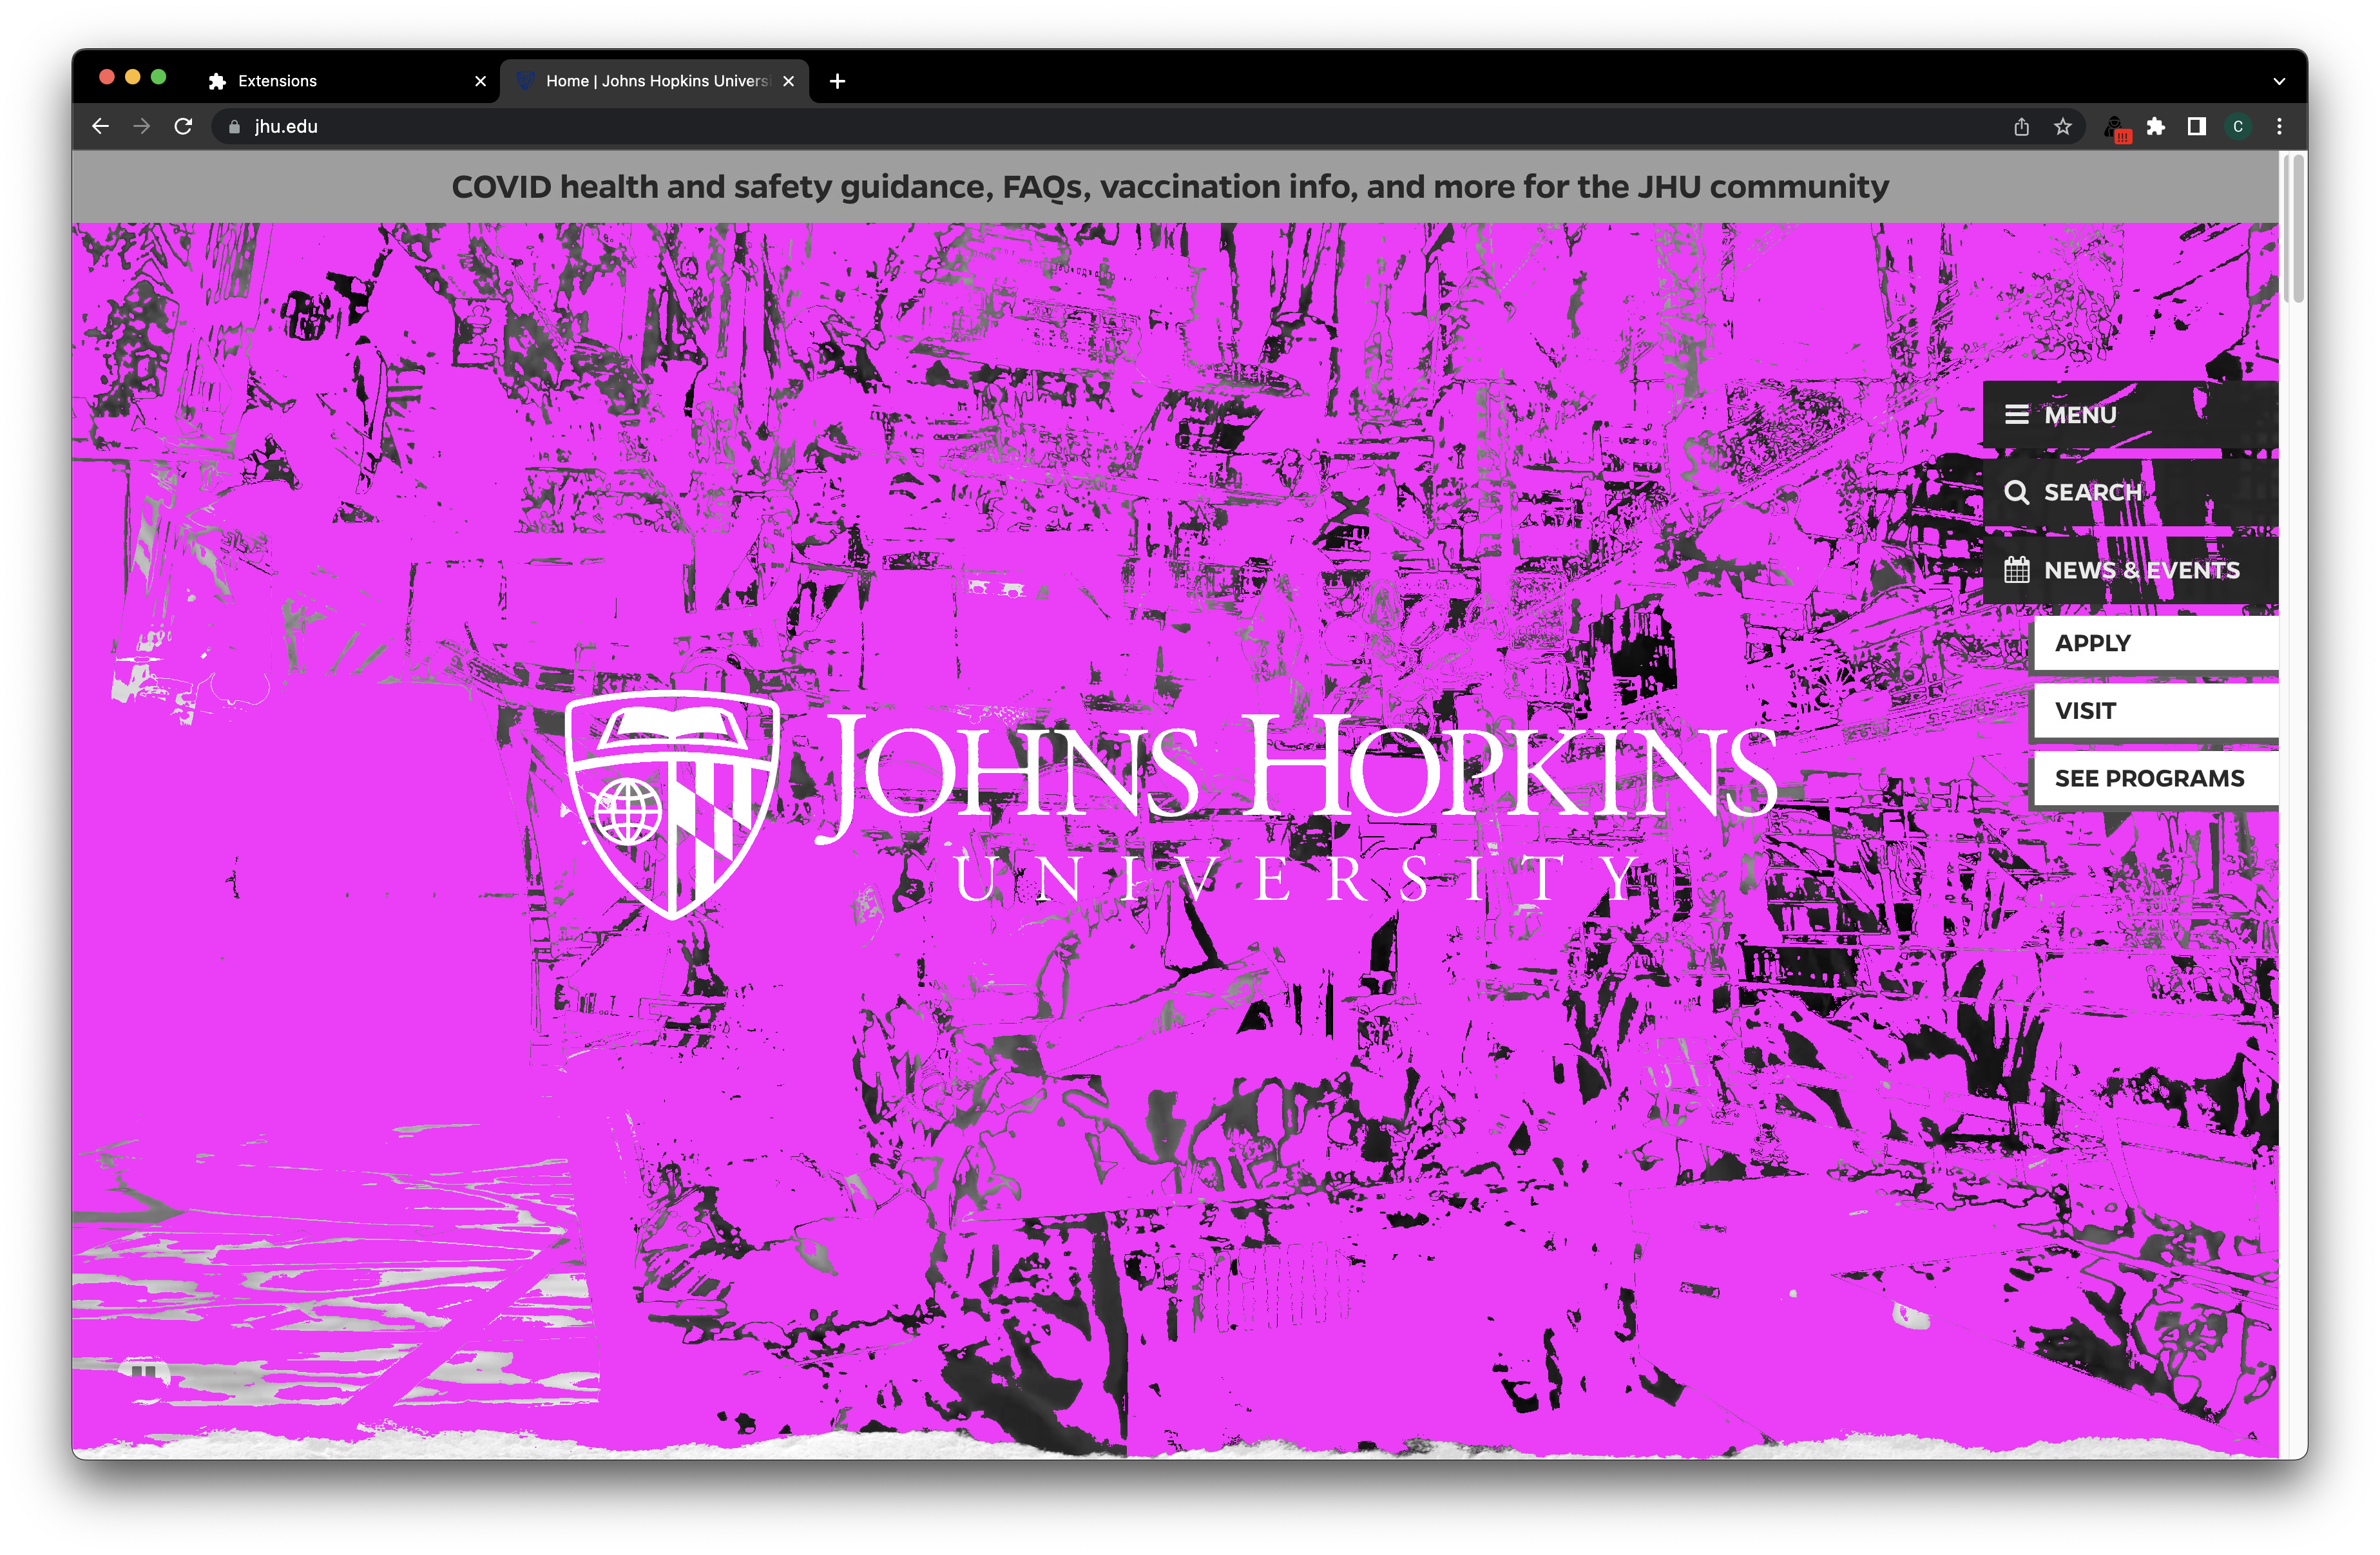 Extensions
Home | Johns Hopkins Universi
jhu.edu
!!!
C
COVID health and safety guidance, FAQs, vaccination info, and more for the JHU community
MENU
SEARCH
NEWS & EVENTS
APPLY
VISIT
SEE PROGRAMS
JOHNS HOPKINS
UNIVERSITY